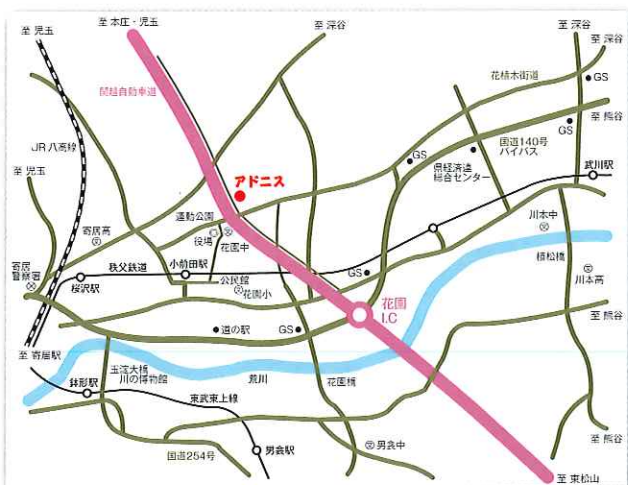 至 本庄・児玉
至 深谷
至 深谷
至 深谷
花植木街道
GS
関越自動車道
至 熊谷
GS
国道140号
バイパス
JR八高線
至 児玉
GS
県経済連
総合センター
武川駅
アドニス
運動公園
役場
花園中
寄居高
川本中
植松橋
川本高
秩父鉄道
小前田駅
寄居
警察署
桜沢駅
公民館
花園小
GS
花園
I.C
至 熊谷
道の駅
GS
至 寄居駅
玉淀大橋
川の博物館
荒川
花園橋
鉢形駅
東武東上線
男衾駅
男衾中
国道254号
至 熊谷
至 東松山